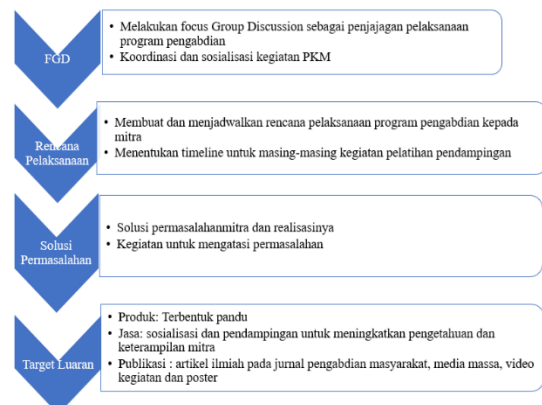 FGD
• Melakukan focus Group Discussion sebagai penjajagan pelaksanaan
program pengabdian
• Koordinasi dan sosialisasi kegiatan PKM
Rencana
Pelaksanaan
• Membuat dan menjadwalkan rencana pelaksanaan program pengabdian kepada
mitra
• Menentukan timeline untuk masing-masing kegiatan pelatihan pendampingan
Solusi
Permasalahan
• Solusi permasalahanmitra dan realisasinya
• Kegiatan untuk mengatasi permasalahan
Target Luaran
• Produk: Terbentuk pandu
• Jasa: sosialisasi dan pendampingan untuk meningkatkan pengetahuan dan
keterampilan mitra
• Publikasi : artikel ilmiah pada jurnal pengabdian masyarakat, media massa, video
kegiatan dan poster